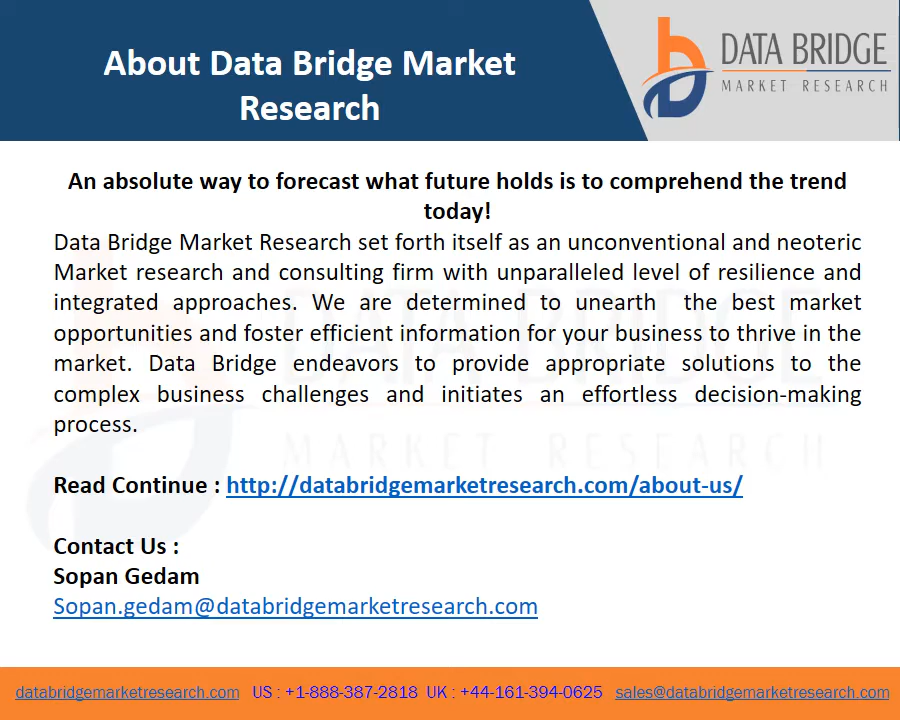 About Data Bridge Market
Research
DATA BRIDGE
MARKET RESEARCH
An absolute way to forecast what future holds is to comprehend the trend
today!
Data Bridge Market Research set forth itself as an unconventional and neoteric
Market research and consulting firm with unparalleled level of resilience and
integrated approaches. We are determined to unearth the best market
opportunities and foster efficient information for your business to thrive in the
market. Data Bridge endeavors to provide appropriate solutions to the
complex business challenges and initiates an effortless decision-making
process.
DATA BRIDGE
MARKET RESEARCH
Read Continue : http://databridgemarketresearch.com/about-us/
Contact Us :
Sopan Gedam
Sopan.gedam@databridgemarketresearch.com
databridgemarketresearch.com US : +1-888-387-2818 UK : +44-161-394-0625 sales@databridgemarketresearch.com